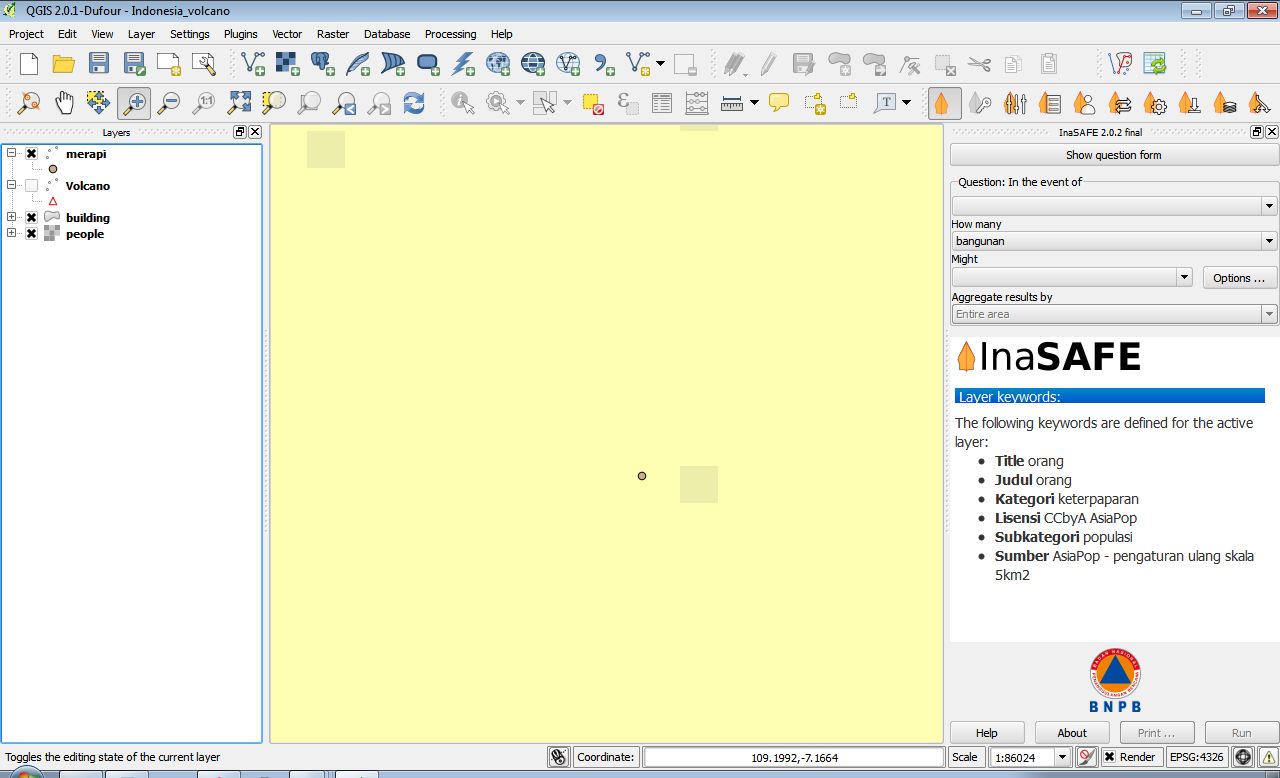 QGIS 2.0.1-Dufour - Indonesia_volcano
Project Edit View Layer Settings Plugins Vector Raster Database Processing Help
1:1
T
Layers
InaSAFE 2.0.2 final
merapi
Volcano
building
people
Show question form
Question: In the event of
How many
bangunan
Might
Options ...
Aggregate results by
Entire area
InaSAFE
Layer keywords:
The following keywords are defined for the active
layer:
Title orang
Judul orang
Kategori keterpaparan
Lisensi CCbyA AsiaPop
Subkategori populasi
Sumber AsiaPop - pengaturan ulang skala
5km2
BNPB
Help About Print ... Run
Toggles the editing state of the current layer
Coordinate: 109.1992,-7.1664 Scale 1:86024 Render EPSG:4326